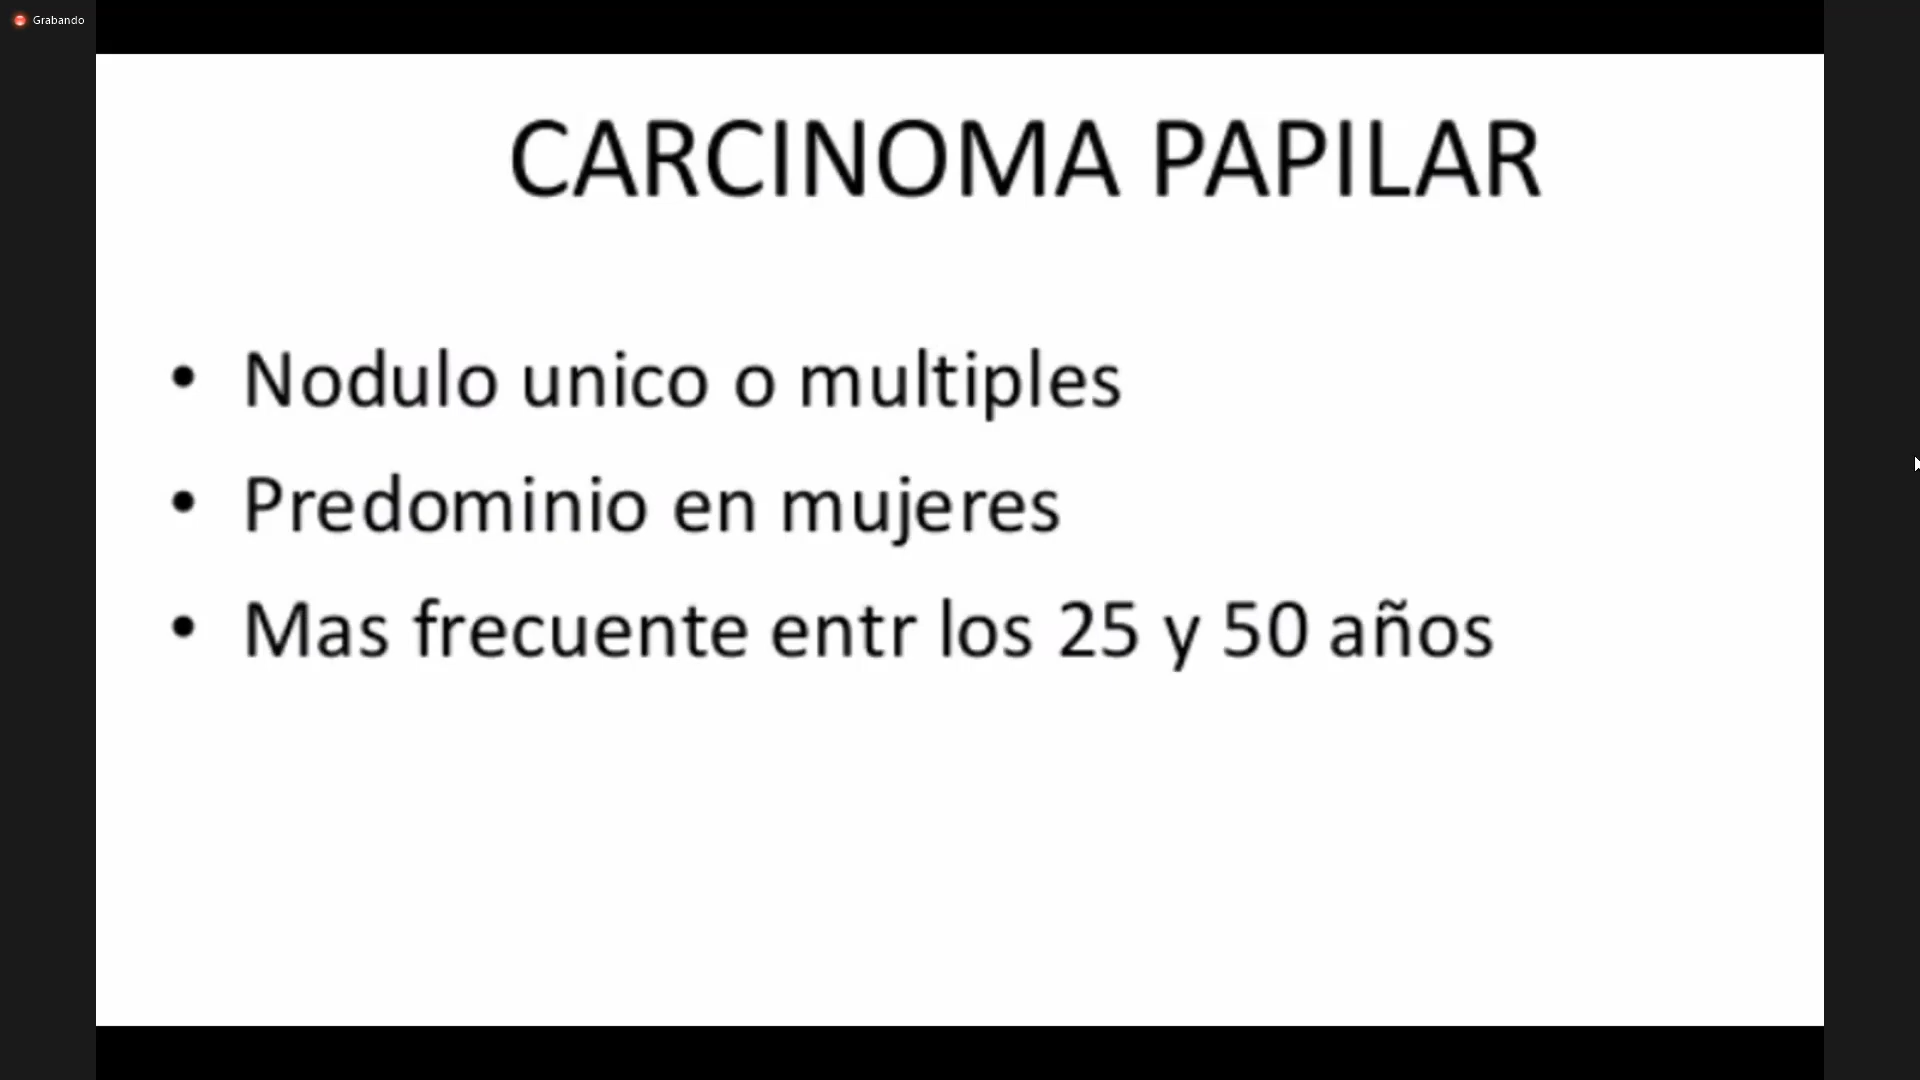 Grabando
CARCINOMA PAPILAR
• Nodulo unico o multiples
• Predominio en mujeres
• Mas frecuente entr los 25 y 50 años